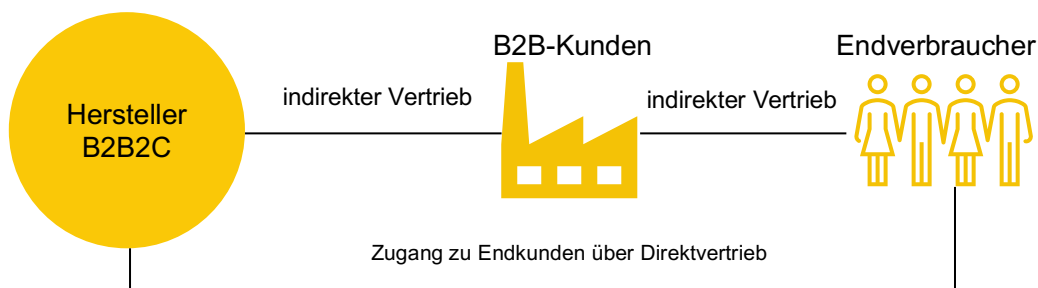 B2B-Kunden
Endverbraucher
indirekter Vertrieb
indirekter Vertrieb
Hersteller
B2B2C
Zugang zu Endkunden über Direktvertrieb